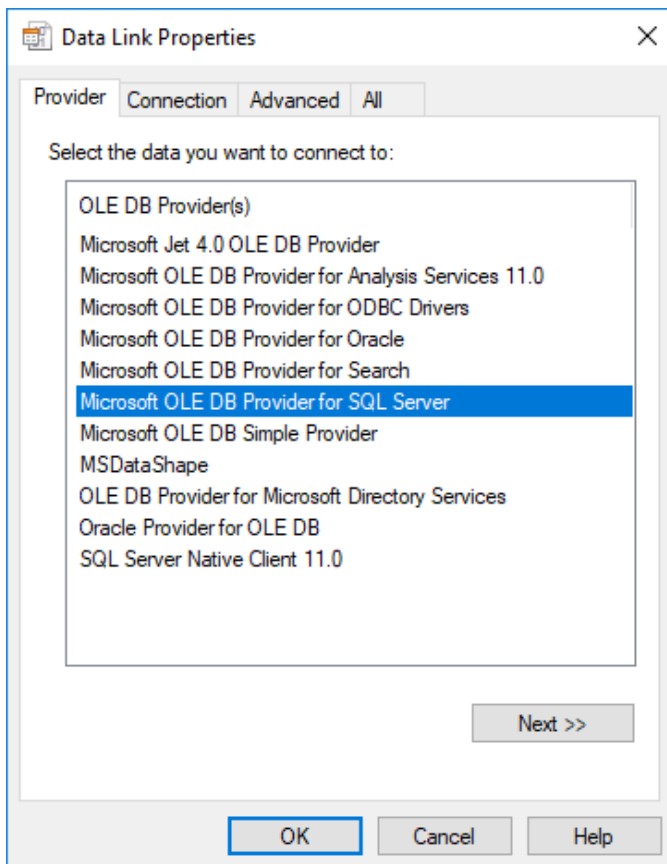 Data Link Properties
Provider Connection Advanced All
Select the data you want to connect to:
OLE DB Provider(s)
Microsoft Jet 4.0 OLE DB Provider
Microsoft OLE DB Provider for Analysis Services 11.0
Microsoft OLE DB Provider for ODBC Drivers
Microsoft OLE DB Provider for Oracle
Microsoft OLE DB Provider for Search
Microsoft OLE DB Provider for SQL Server
Microsoft OLE DB Simple Provider
MSDataShape
OLE DB Provider for Microsoft Directory Services
Oracle Provider for OLE DB
SQL Server Native Client 11.0
Next >>
OK Cancel Help